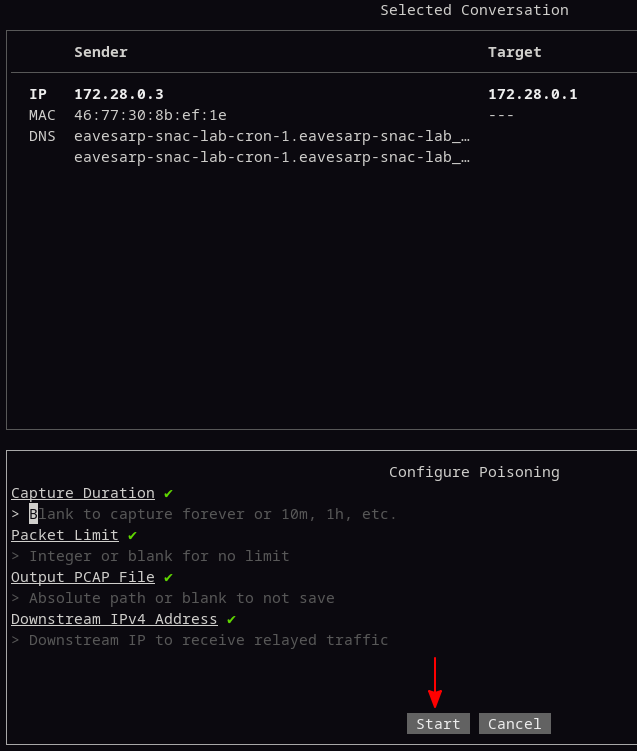 Selected Conversation
Sender Target
IP 172.28.0.3 172.28.0.1
MAC 46:77:30:8b:ef:1e ---
DNS eavesarp-snac-lab-cron-1.eavesarp-snac-lab_…
eavesarp-snac-lab-cron-1.eavesarp-snac-lab_…
Configure Poisoning
Capture Duration ✔
> Blank to capture forever or 10m, 1h, etc.
Packet Limit ✔
> Integer or blank for no limit
Output PCAP File ✔
> Absolute path or blank to not save
Downstream IPv4 Address ✔
> Downstream IP to receive relayed traffic
Start Cancel